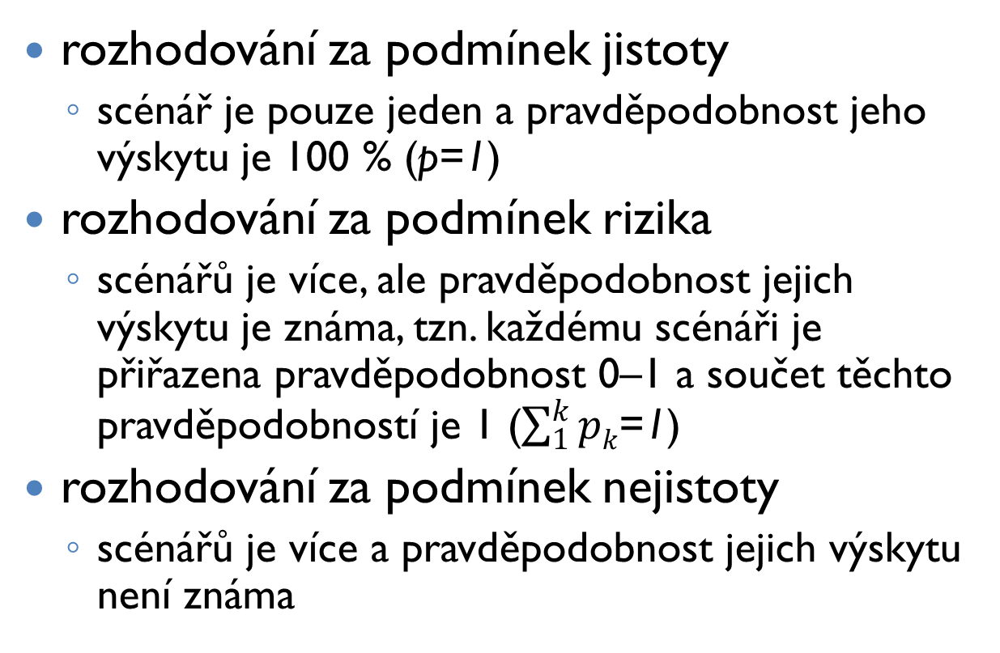 • rozhodování za podmínek jistoty
◦ scénář je pouze jeden a pravděpodobnost jeho
výskytu je 100 % (p=1)
• rozhodování za podmínek rizika
◦ scénářů je více, ale pravděpodobnost jejich
výskytu je známa, tzn. každému scénáři je
přiřazena pravděpodobnost 0–1 a součet těchto
pravděpodobností je 1 (∑₁ᵏ pₖ=1)
• rozhodování za podmínek nejistoty
◦ scénářů je více a pravděpodobnost jejich výskytu
není známa